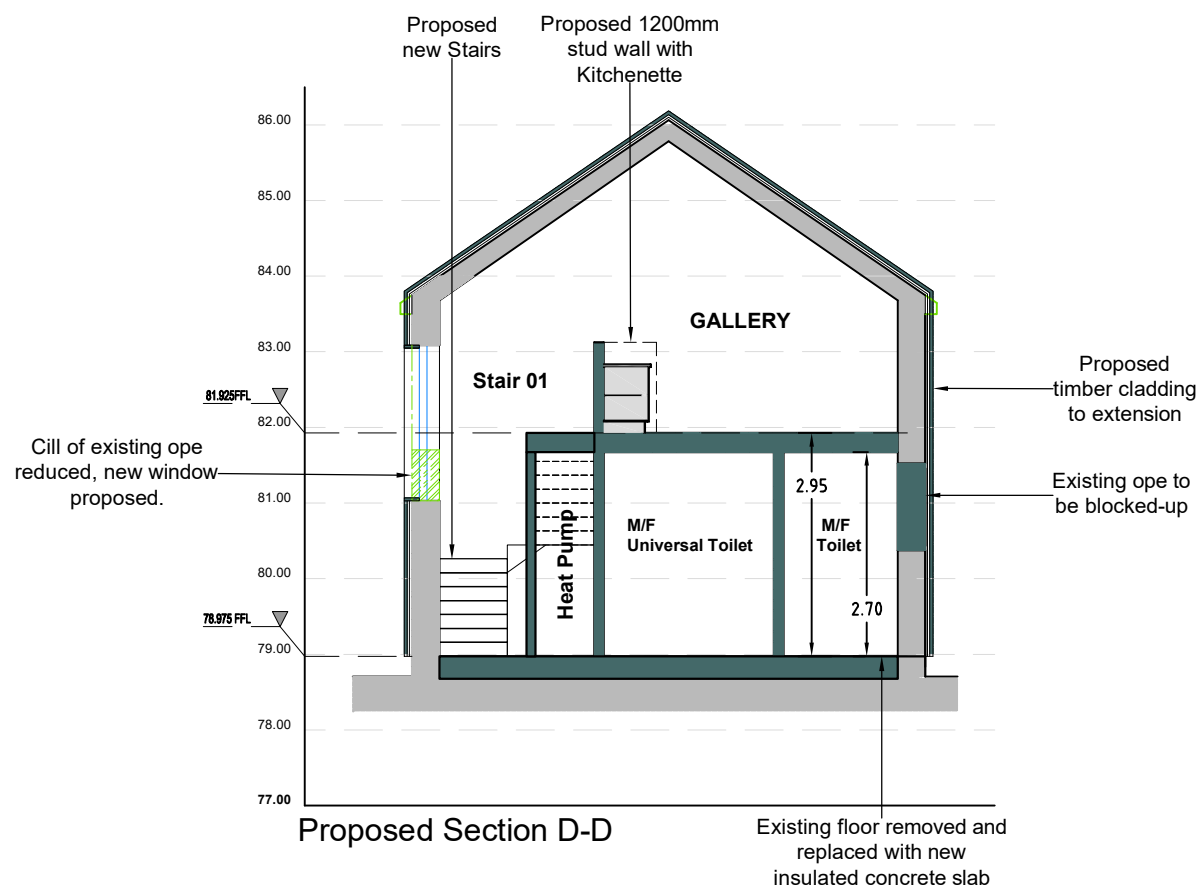 Proposed
new Stairs
Proposed 1200mm
stud wall with
Kitchenette
86.00
85.00
84.00
GALLERY
83.00
Stair 01
Proposed
timber cladding
to extension
81.925FFL
82.00
Cill of existing ope
reduced, new window
proposed.
2.95
81.00
Existing ope to
be blocked-up
Heat Pump
M/F
Universal Toilet
M/F
Toilet
80.00
2.70
78.975 FFL
79.00
78.00
77.00
Proposed Section D-D
Existing floor removed and
replaced with new
insulated concrete slab